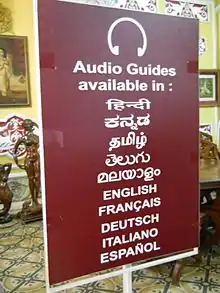 Audio Guides
available in :
हिन्दी
ಕನ್ನಡ
தமிழ்
తెలుగు
മലയാളം
ENGLISH
FRANÇAIS
DEUTSCH
ITALIANO
ESPAÑOL